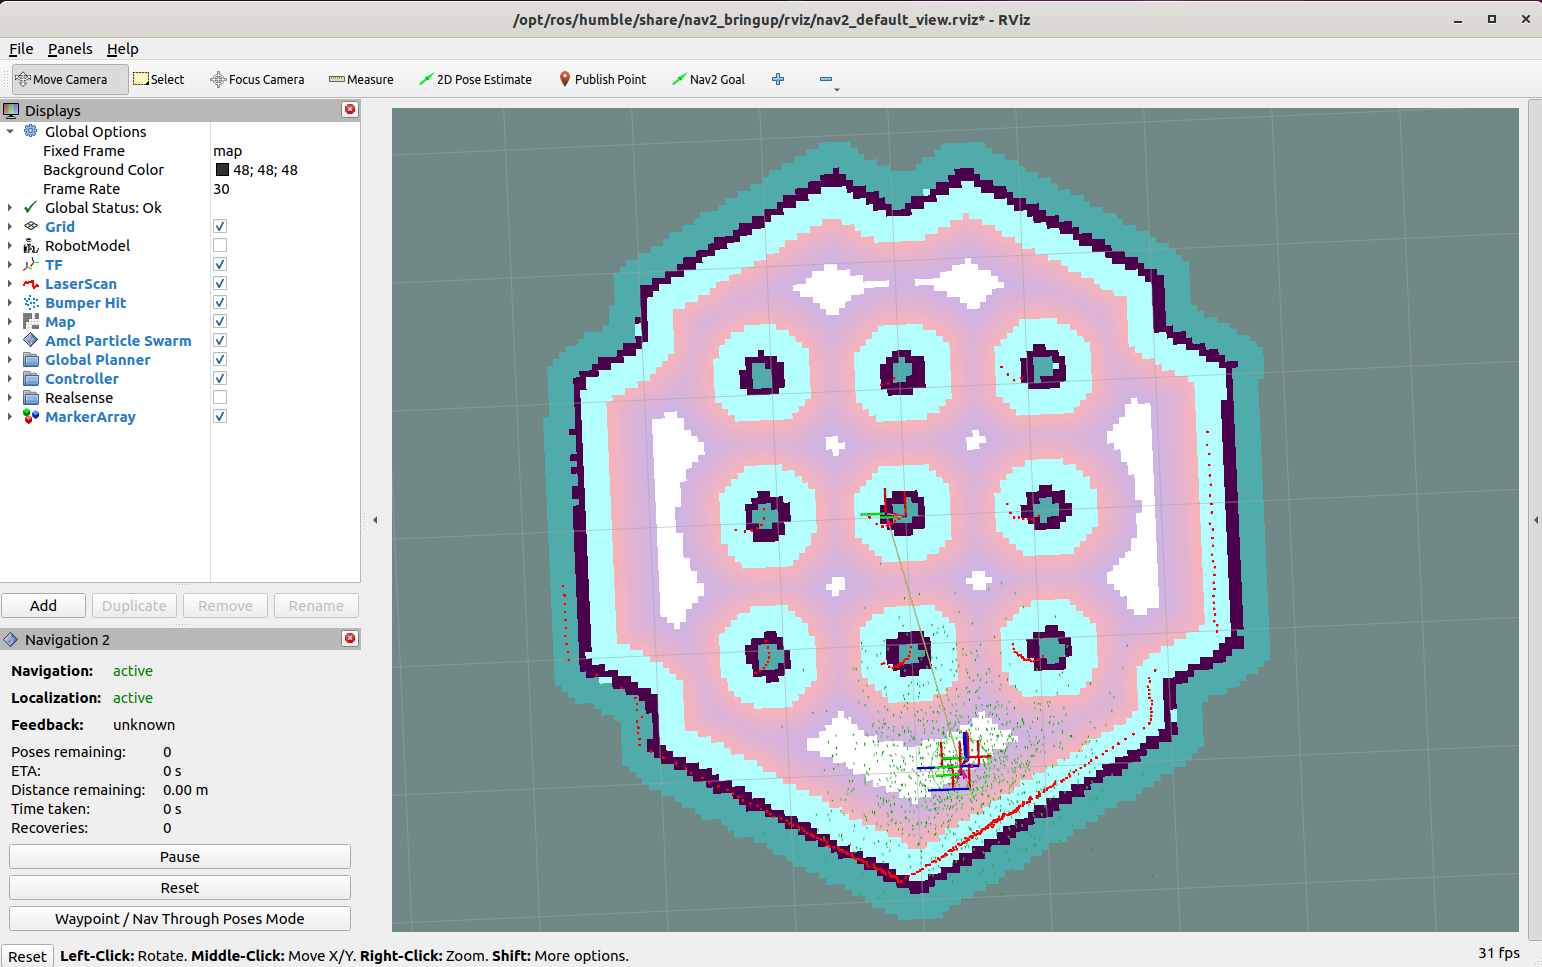 /opt/ros/humble/share/nav2_bringup/rviz/nav2_default_view.rviz* - RViz
File Panels Help
Move Camera Select Focus Camera Measure 2D Pose Estimate Publish Point Nav2 Goal
Displays
Global Options
Fixed Frame map
Background Color 48; 48; 48
Frame Rate 30
Global Status: Ok
Grid
RobotModel
TF
LaserScan
Bumper Hit
Map
Amcl Particle Swarm
Global Planner
Controller
Realsense
MarkerArray
Add Duplicate Remove Rename
Navigation 2
Navigation: active
Localization: active
Feedback: unknown
Poses remaining: 0
ETA: 0 s
Distance remaining: 0.00 m
Time taken: 0 s
Recoveries: 0
Pause
Reset
Waypoint / Nav Through Poses Mode
Reset Left-Click: Rotate. Middle-Click: Move X/Y. Right-Click: Zoom. Shift: More options. 31 fps